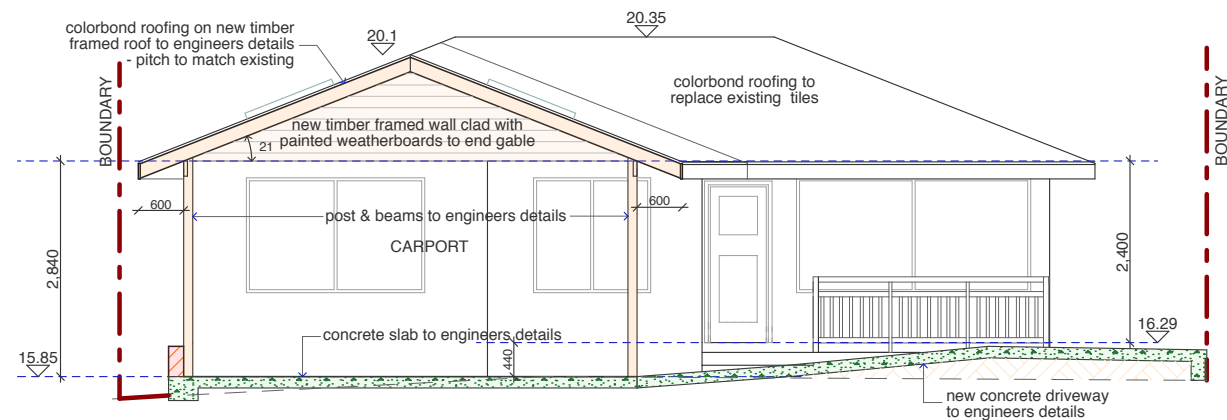 20.35
colorbond roofing on new timber
framed roof to engineers details
- pitch to match existing
20.1
BOUNDARY
BOUNDARY
colorbond roofing to
replace existing tiles
new timber framed wall clad with
painted weatherboards to end gable
21
600
600
post & beams to engineers details
CARPORT
2,840
2,400
concrete slab to engineers details
440
16.29
15.85
new concrete driveway
to engineers details